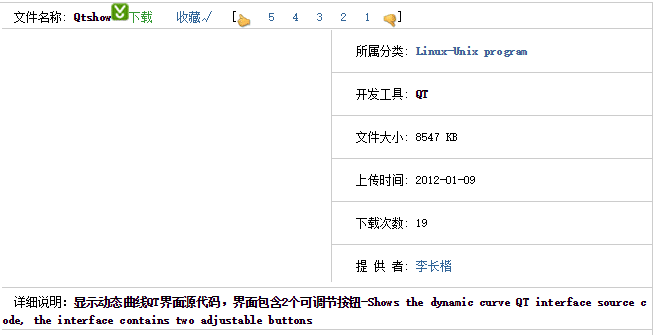 文件名称: Qtshow 下载 收藏√ [ 5 4 3 2 1 ]
所属分类: Linux-Unix program
开发工具: QT
文件大小: 8547 KB
上传时间: 2012-01-09
下载次数: 19
提 供 者: 李长楷
详细说明：显示动态曲线QT界面源代码，界面包含2个可调节按钮-Shows the dynamic curve QT interface source c
ode, the interface contains two adjustable buttons